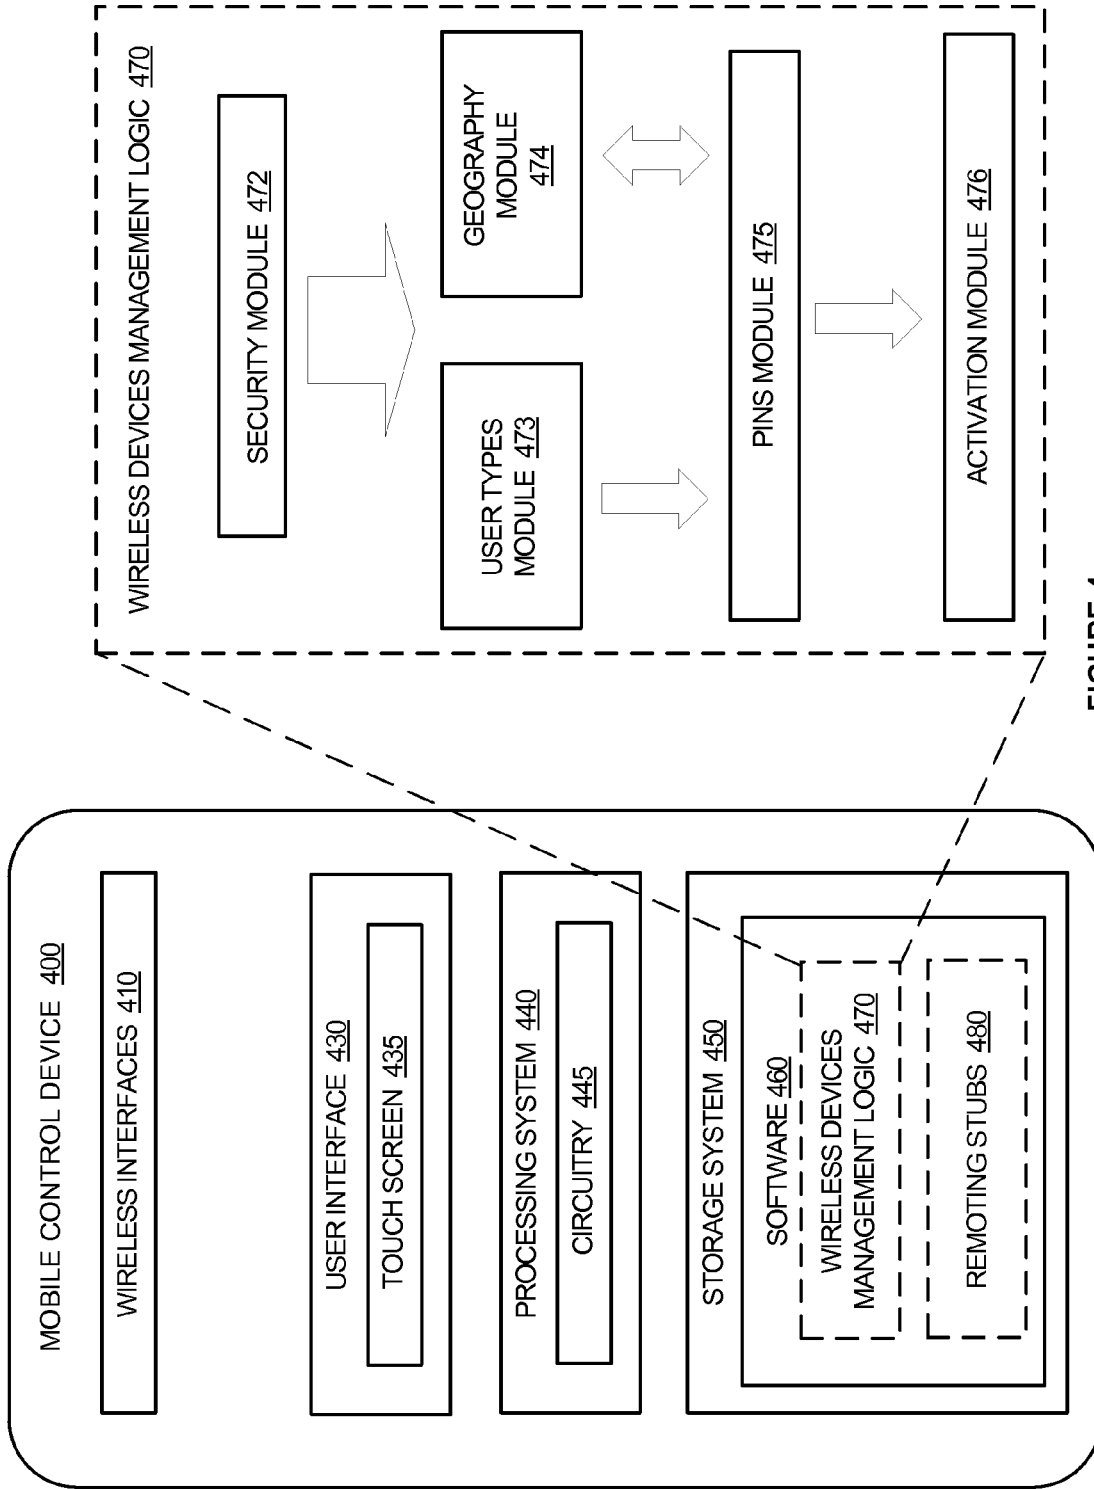 MOBILE CONTROL DEVICE 400
WIRELESS INTERFACES 410
USER INTERFACE 430
TOUCH SCREEN 435
PROCESSING SYSTEM 440
CIRCUITRY 445
STORAGE SYSTEM 450
SOFTWARE 460
WIRELESS DEVICES
MANAGEMENT LOGIC 470
REMOTING STUBS 480
WIRELESS DEVICES MANAGEMENT LOGIC 470
SECURITY MODULE 472
USER TYPES
MODULE 473
GEOGRAPHY
MODULE
474
PINS MODULE 475
ACTIVATION MODULE 476
FIGURE 4